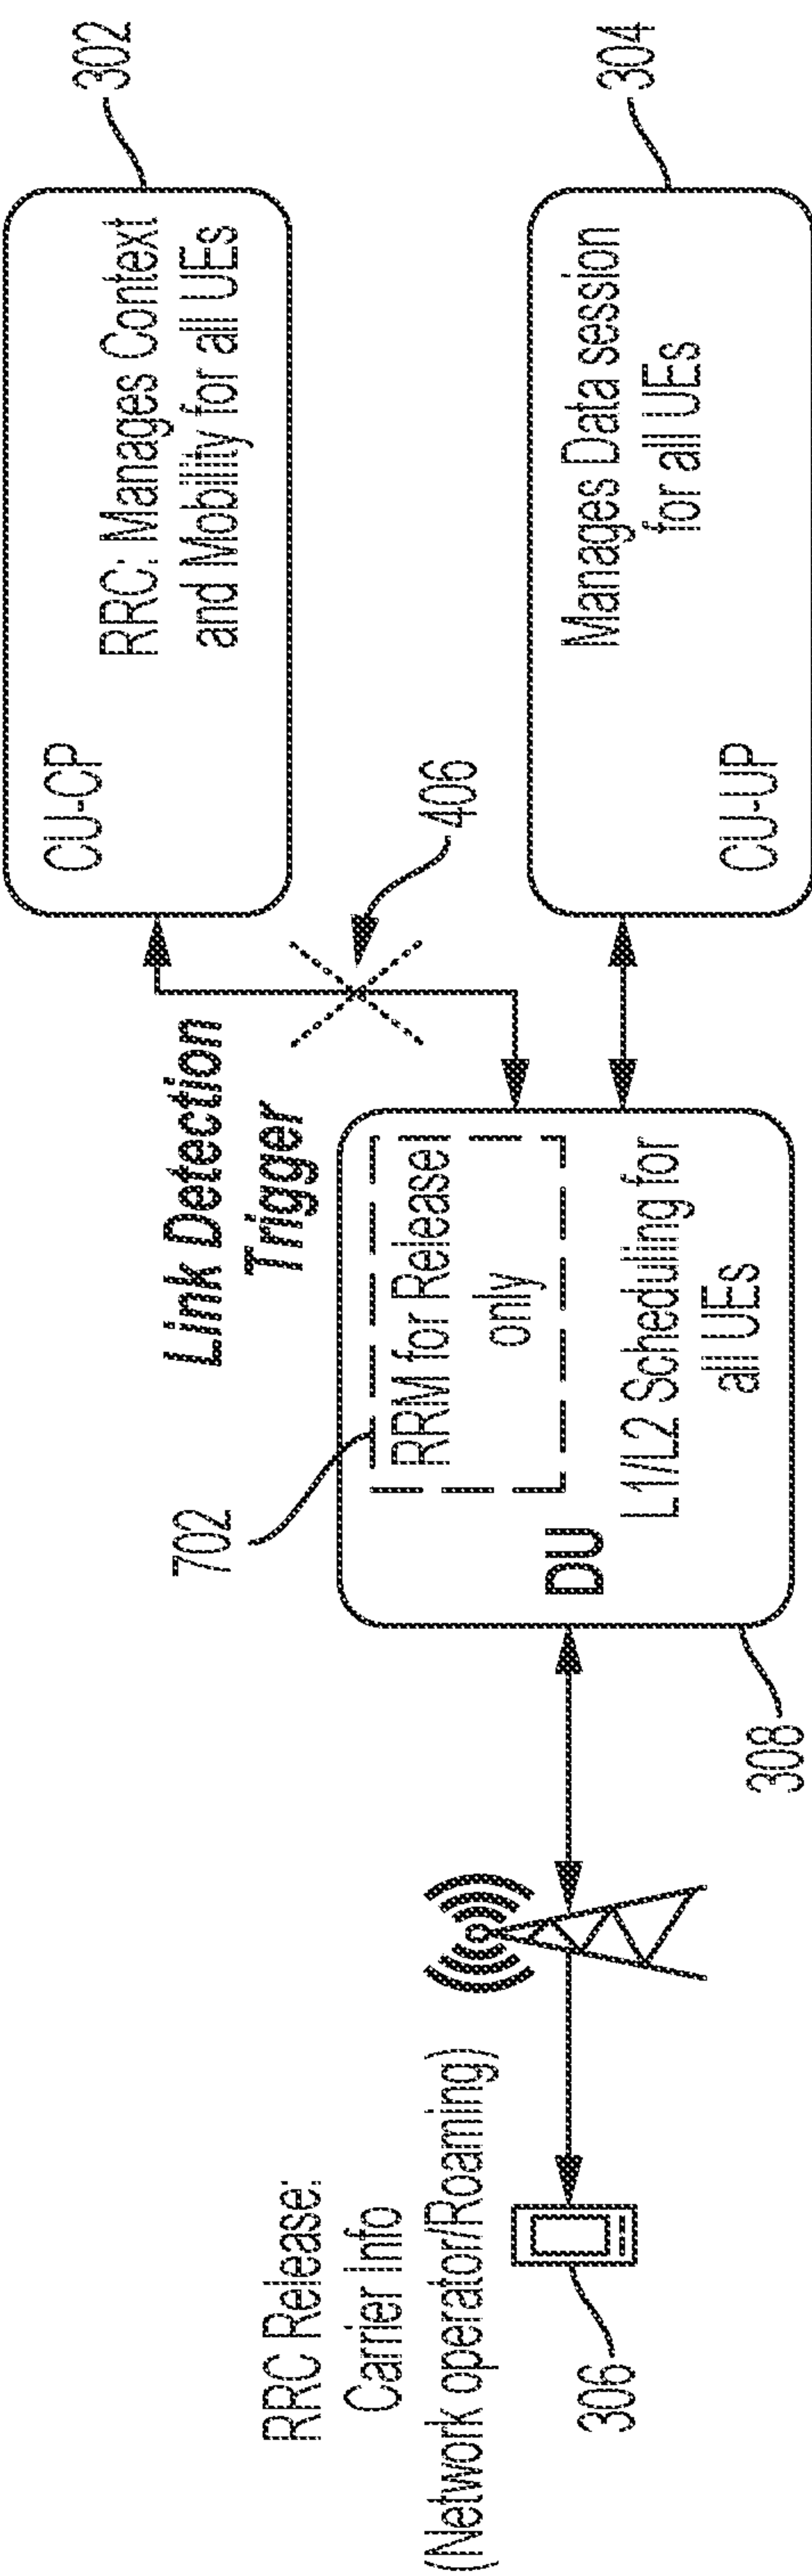 RRC Release:
Carrier Info
(Network operator/Roaming)
306
702
308
DU
RRM for Release
only
L1/L2 Scheduling for
all UEs
Link Detection
Trigger
406
CU-CP
RRC: Manages Context
and Mobility for all UEs
302
CU-UP
Manages Data session
for all UEs
304